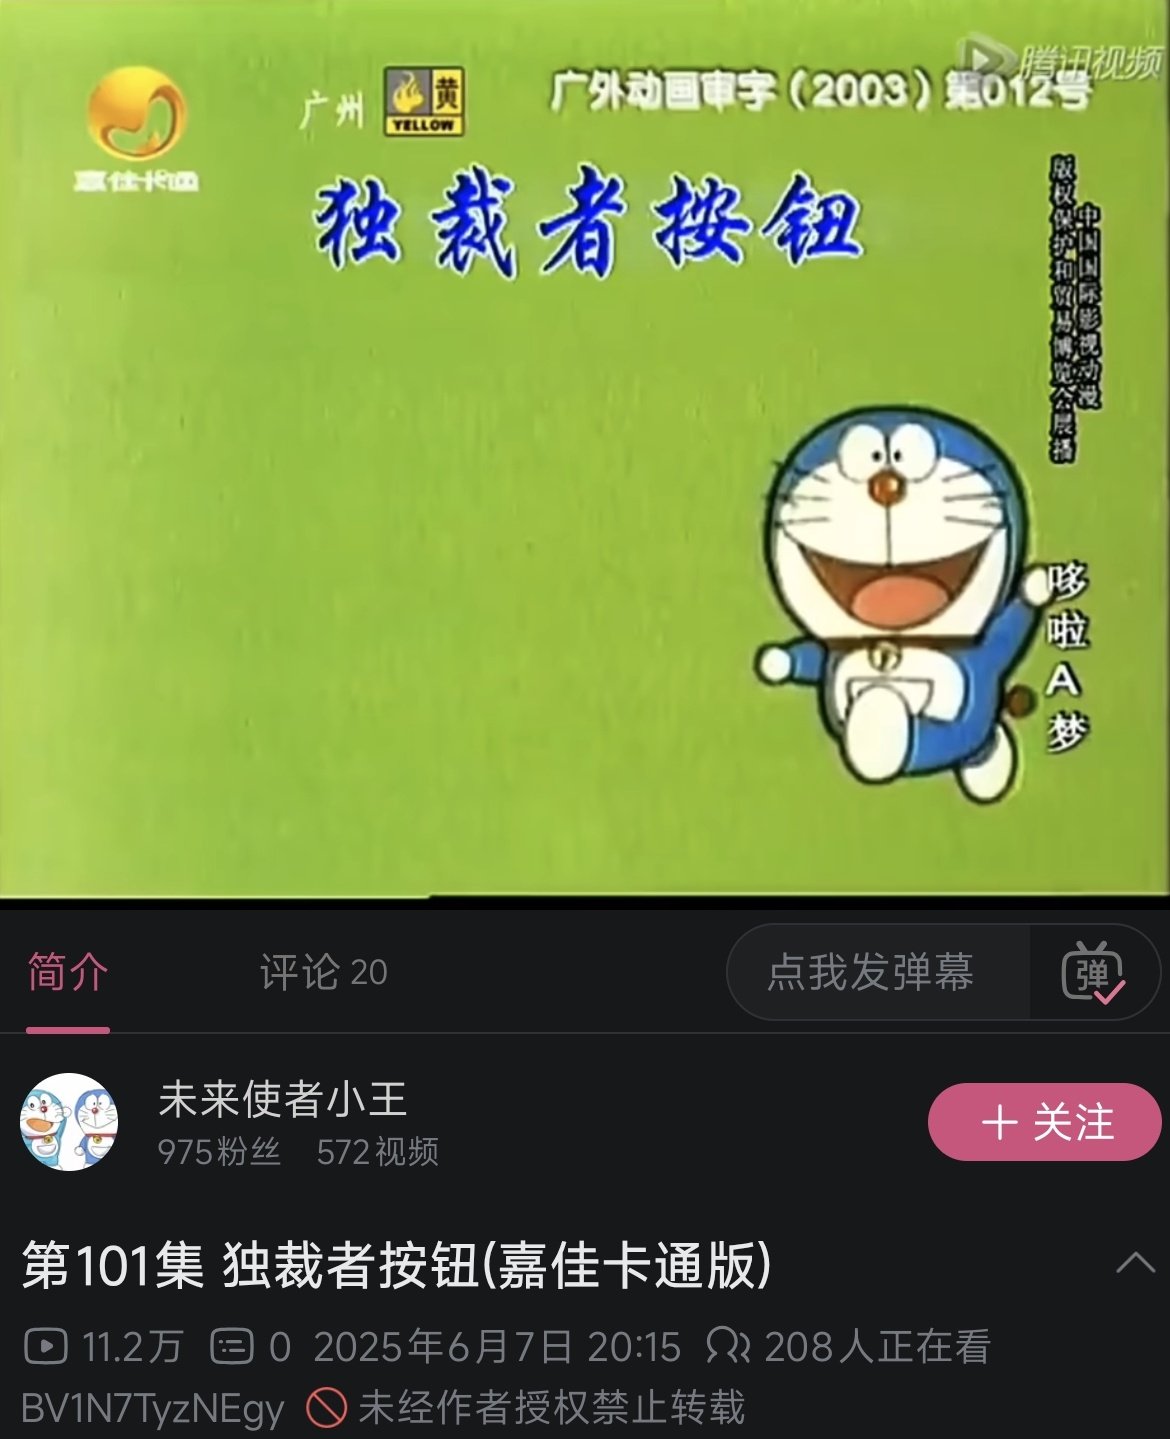 腾讯视频
广州 黄 YELLOW
广外动画审字（2003）第012号
嘉佳卡通
独裁者按钮
中国国际影视动漫
版权保护和贸易博览会展播
哆啦A梦
简介 评论 20 点我发弹幕 弹
未来使者小王
975粉丝 572视频
+ 关注
第101集 独裁者按钮(嘉佳卡通版)
11.2万 0 2025年6月7日 20:15 208人正在看
BV1N7TyzNEgy 未经作者授权禁止转载